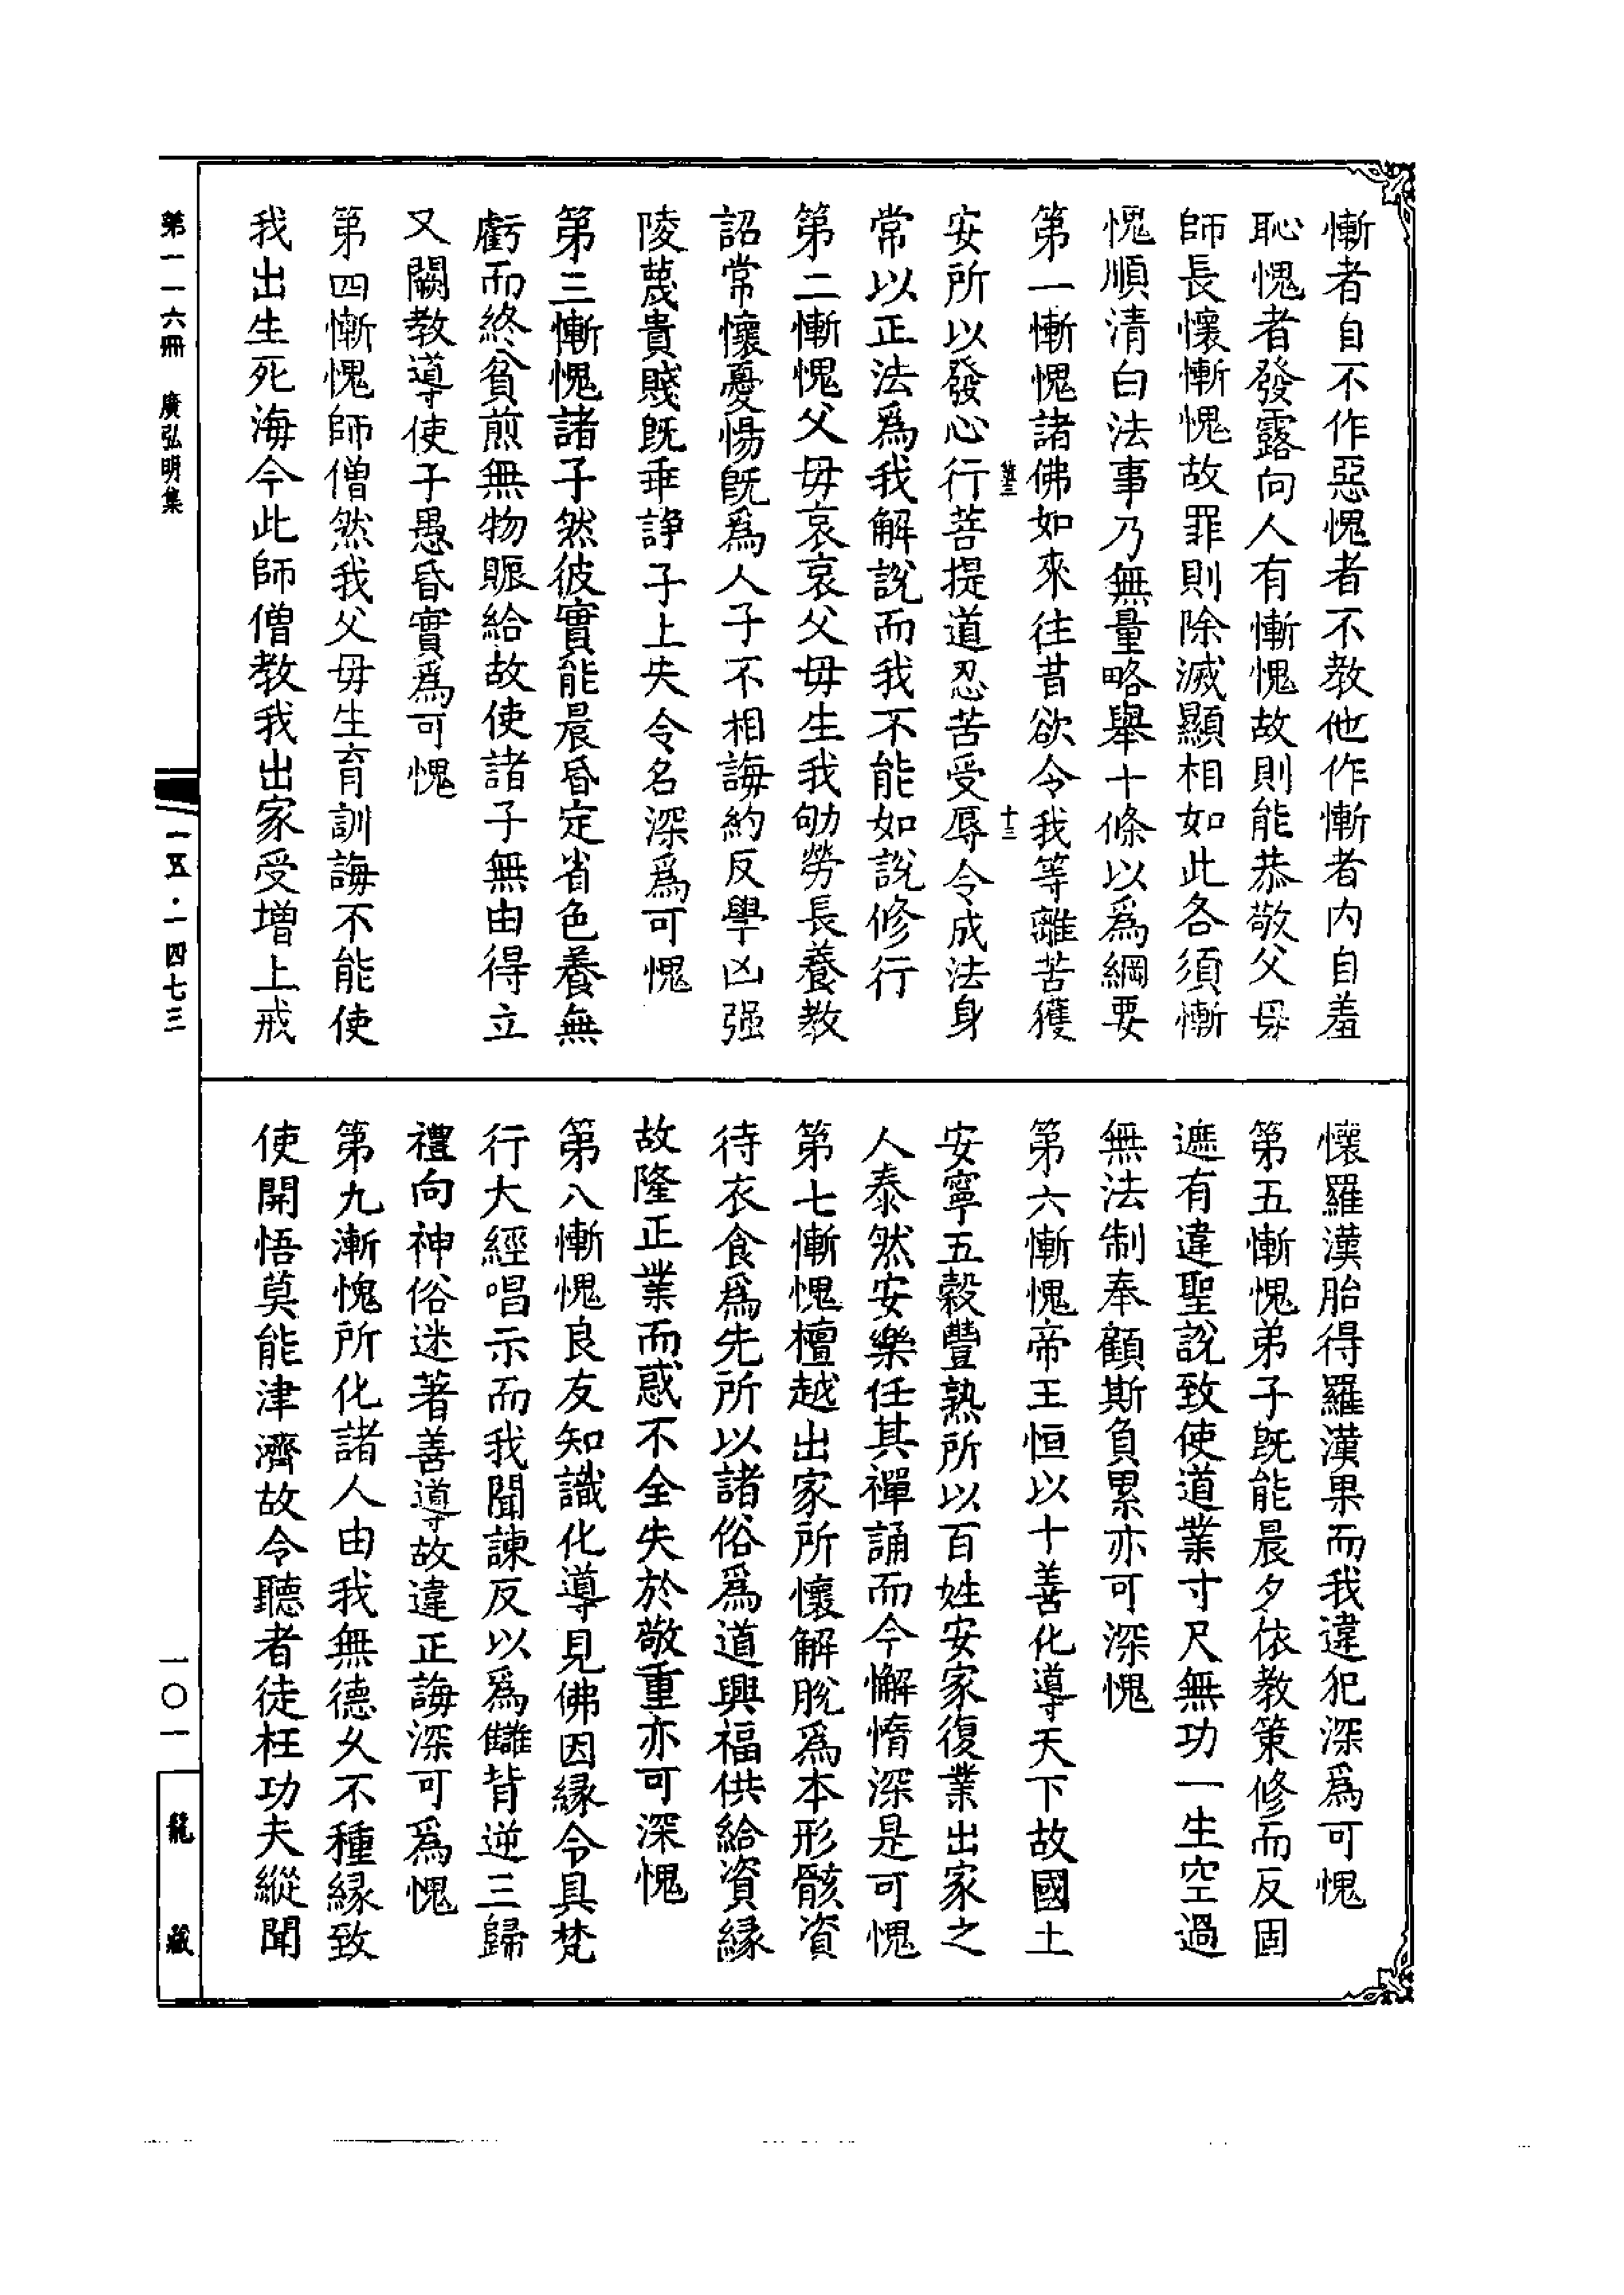 慚者自不作惡愧者不教他作慚者内自羞
恥愧者發露向人有慚愧故則能恭敬父毋
師長懷慚愧故罪則除滅顯相如此各須慚
愧順清白法事乃無量略舉十條以爲綱要
第一慚愧諸佛如來往昔欲令我等離苦獲
十三
安所以發心行菩提道忍苦受辱令成法身
常以正法爲我解說而我不能如說修行
第二慚愧父毋哀哀父毋生我劬勞長養教
詔常懷憂惕旣爲人子不相誨約反學凶强
陵蔑貴賤旣乖諍子上失令名深爲可愧
第三慚愧諸子然彼實能晨昏定省色養無
虧而終貧煎無物賑給故使諸子無由得立
又闕教導使子愚昏實爲可愧
第四慚愧師僧然我父毋生育訓誨不能使
我出生死海今此師僧教我出家受增上戒
懷羅漢胎得羅漢果而我違犯深爲可愧
第五慚愧弟子旣能晨夕依教策修而反固
遮有違聖說致使道業寸尺無功一生空過
無法制奉顧斯負累亦可深愧
第六慚愧帝王恒以十善化導天下故國土
安寧五穀豐熟所以百姓安家復業出家之
人泰然安樂任其禪誦而今懈惰深是可愧
第七慚愧檀越出家所懷解脫爲本形骸資
待衣食爲先所以諸俗爲道興福供給資緣
故隆正業而惑不全失於敬重亦可深愧
第八慚愧良友知識化導見佛因緣令具梵
行大經唱示而我聞諫反以爲讎背逆三歸
禮向神俗迷著善導故違正誨深可爲愧
第九漸愧所化諸人由我無德久不種緣致
使開悟莫能津濟故令聽者徒枉功夫縱聞
第一一六冊　廣弘明集
一五·一四七三
一〇一
龍藏